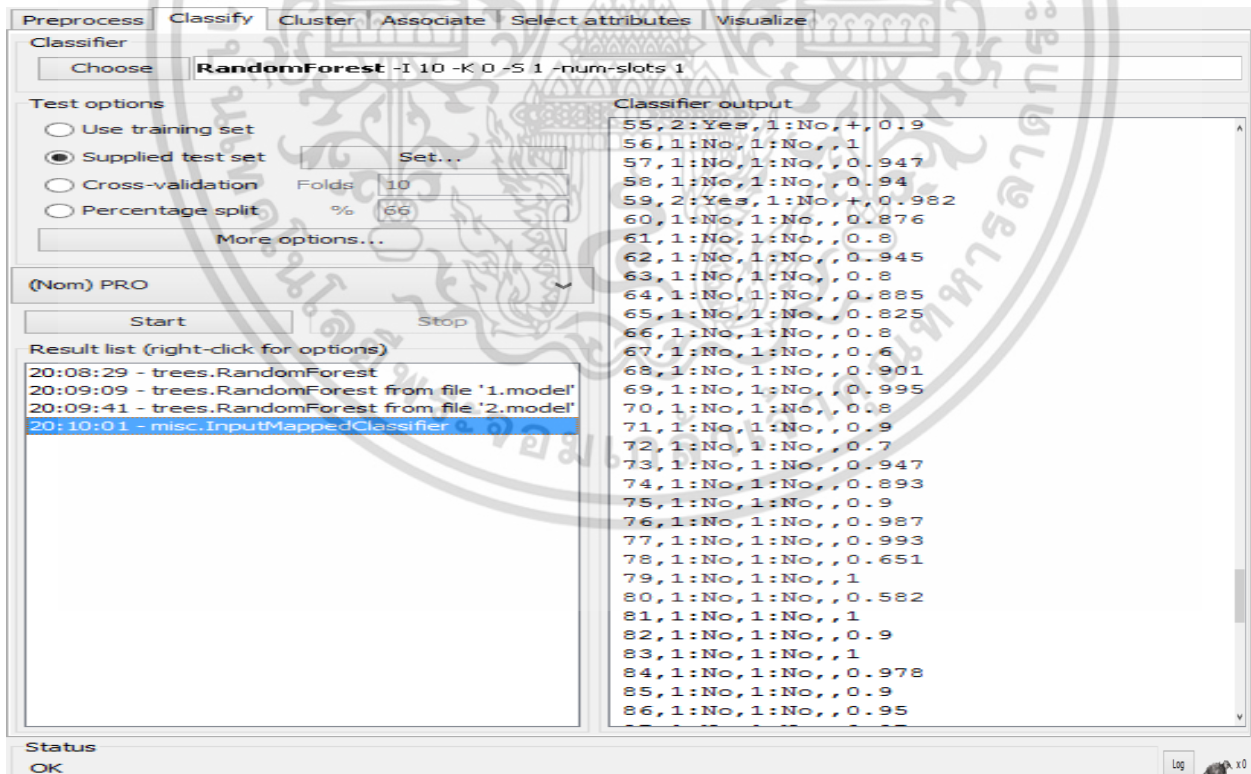 Preprocess Classify Cluster Associate Select attributes Visualize
Classifier
Choose RandomForest -I 10 -K 0 -S 1 -num-slots 1
Test options
Use training set
Supplied test set Set...
Cross-validation Folds 10
Percentage split % 66
More options...
(Nom) PRO
Start Stop
Result list (right-click for options)
20:08:29 - trees.RandomForest
20:09:09 - trees.RandomForest from file '1.model'
20:09:41 - trees.RandomForest from file '2.model'
20:10:01 - misc.InputMappedClassifier
Classifier output
55,2:Yes,1:No,+,0.9
56,1:No,1:No,,1
57,1:No,1:No,,0.947
58,1:No,1:No,,0.94
59,2:Yes,1:No,+,0.982
60,1:No,1:No,,0.876
61,1:No,1:No,,0.8
62,1:No,1:No,,0.945
63,1:No,1:No,,0.8
64,1:No,1:No,,0.885
65,1:No,1:No,,0.825
66,1:No,1:No,,0.8
67,1:No,1:No,,0.6
68,1:No,1:No,,0.901
69,1:No,1:No,,0.995
70,1:No,1:No,,0.8
71,1:No,1:No,,0.9
72,1:No,1:No,,0.7
73,1:No,1:No,,0.947
74,1:No,1:No,,0.893
75,1:No,1:No,,0.9
76,1:No,1:No,,0.987
77,1:No,1:No,,0.993
78,1:No,1:No,,0.651
79,1:No,1:No,,1
80,1:No,1:No,,0.582
81,1:No,1:No,,1
82,1:No,1:No,,0.9
83,1:No,1:No,,1
84,1:No,1:No,,0.978
85,1:No,1:No,,0.9
86,1:No,1:No,,0.95
Status
OK
Log x 0